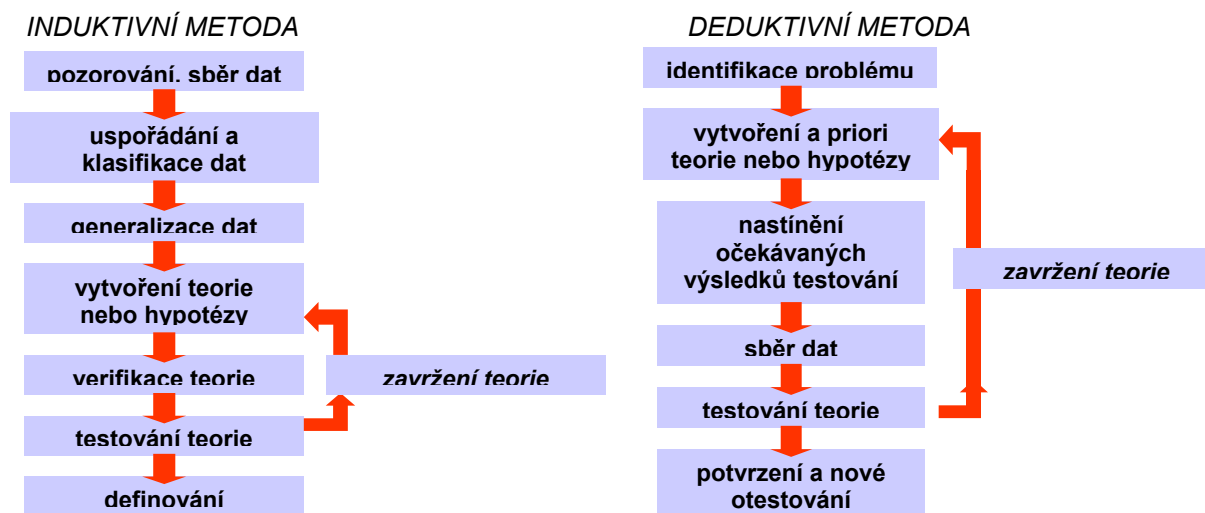 INDUKTIVNÍ METODA
pozorování, sběr dat
uspořádání a
klasifikace dat
generalizace dat
vytvoření teorie
nebo hypotézy
verifikace teorie
testování teorie
definování
zavržení teorie
DEDUKTIVNÍ METODA
identifikace problému
vytvoření a priori
teorie nebo hypotézy
nastínění
očekávaných
výsledků testování
sběr dat
testování teorie
potvrzení a nové
otestování
zavržení teorie